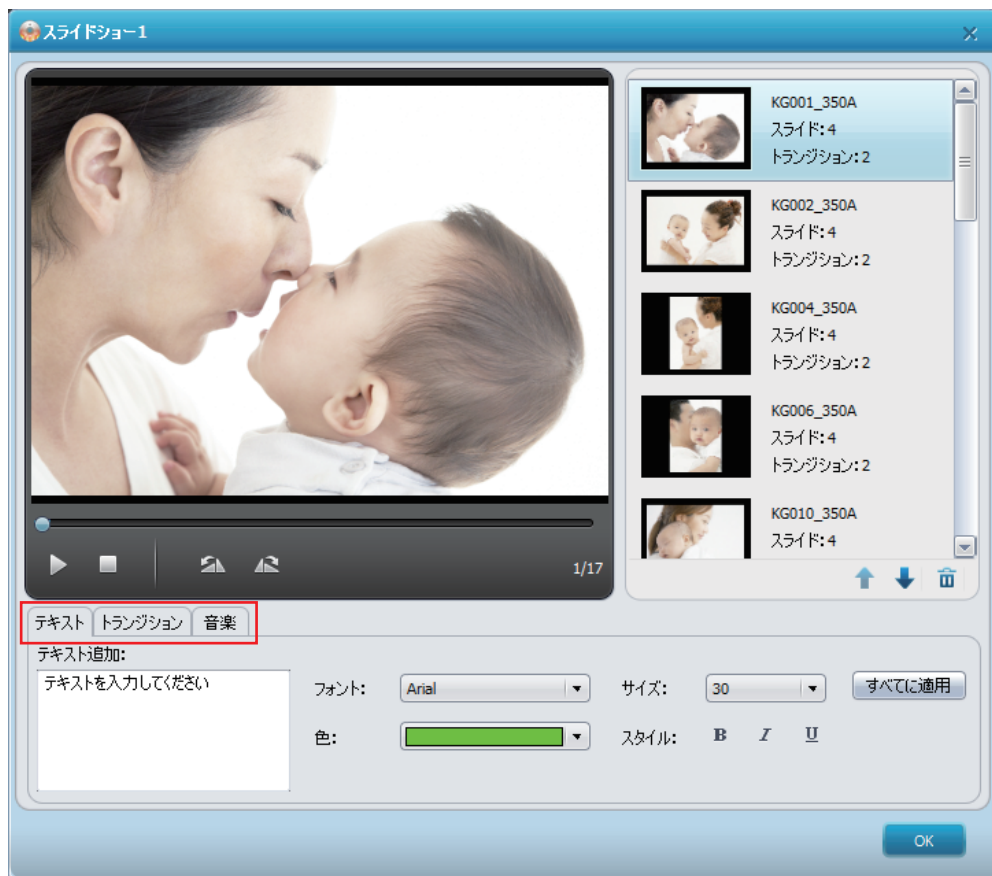 スライドショー1
KG001_350A
スライド:4
トランジション:2
KG002_350A
スライド:4
トランジション:2
KG004_350A
スライド:4
トランジション:2
KG006_350A
スライド:4
トランジション:2
KG010_350A
スライド:4
1/17
テキスト トランジション 音楽
テキスト追加:
テキストを入力してください
フォント: Arial サイズ: 30 すべてに適用
色: スタイル: B I U
OK